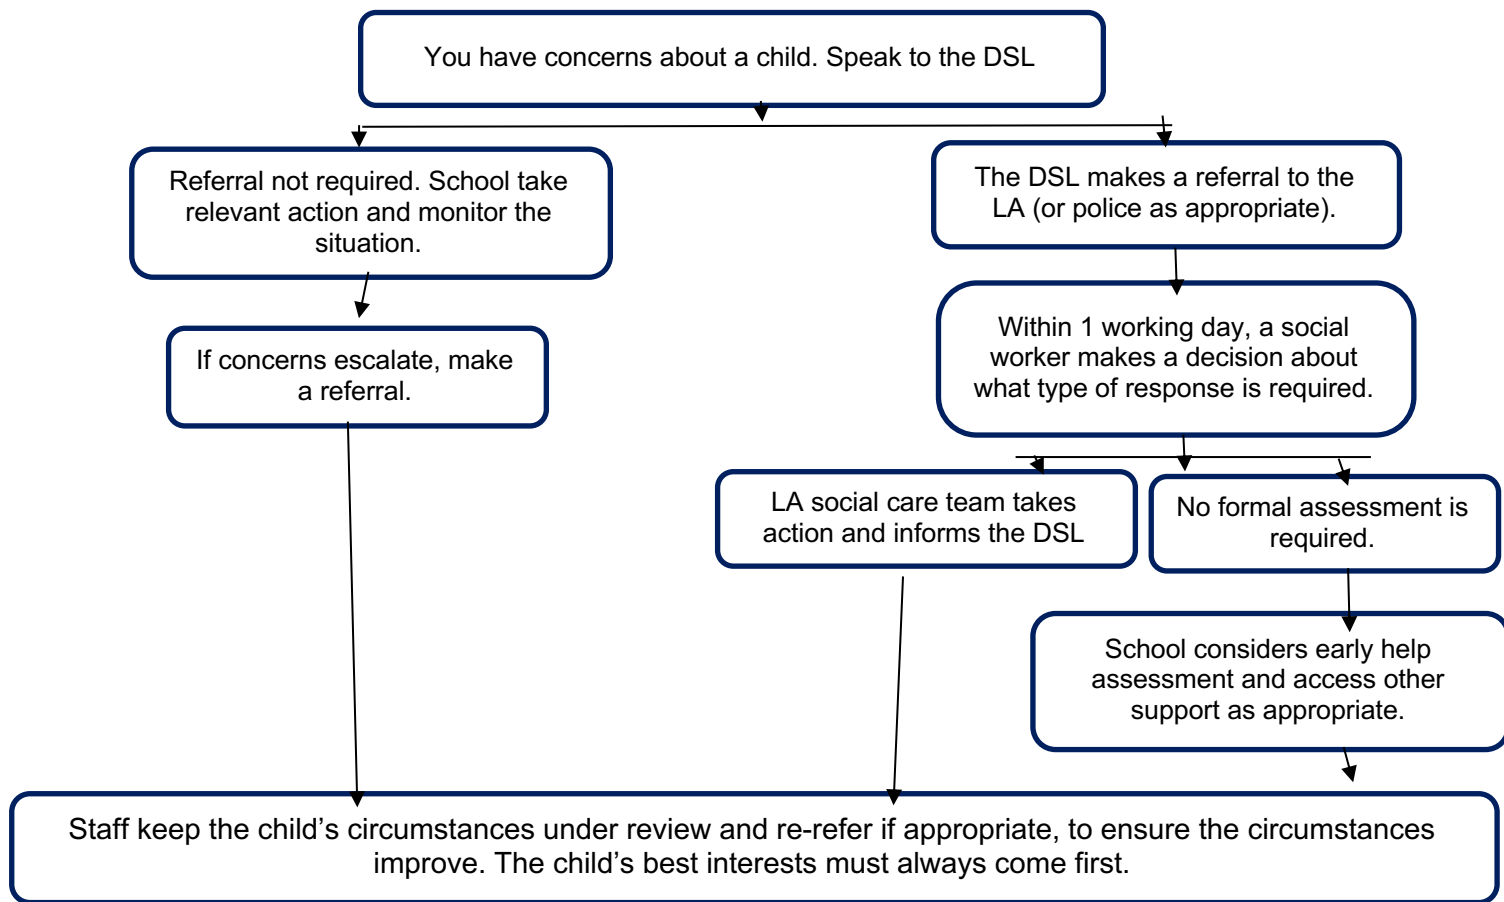 You have concerns about a child. Speak to the DSL
Referral not required. School take
relevant action and monitor the
situation.
The DSL makes a referral to the
LA (or police as appropriate).
If concerns escalate, make
a referral.
Within 1 working day, a social
worker makes a decision about
what type of response is required.
LA social care team takes
action and informs the DSL
No formal assessment is
required.
School considers early help
assessment and access other
support as appropriate.
Staff keep the child’s circumstances under review and re-refer if appropriate, to ensure the circumstances
improve. The child’s best interests must always come first.